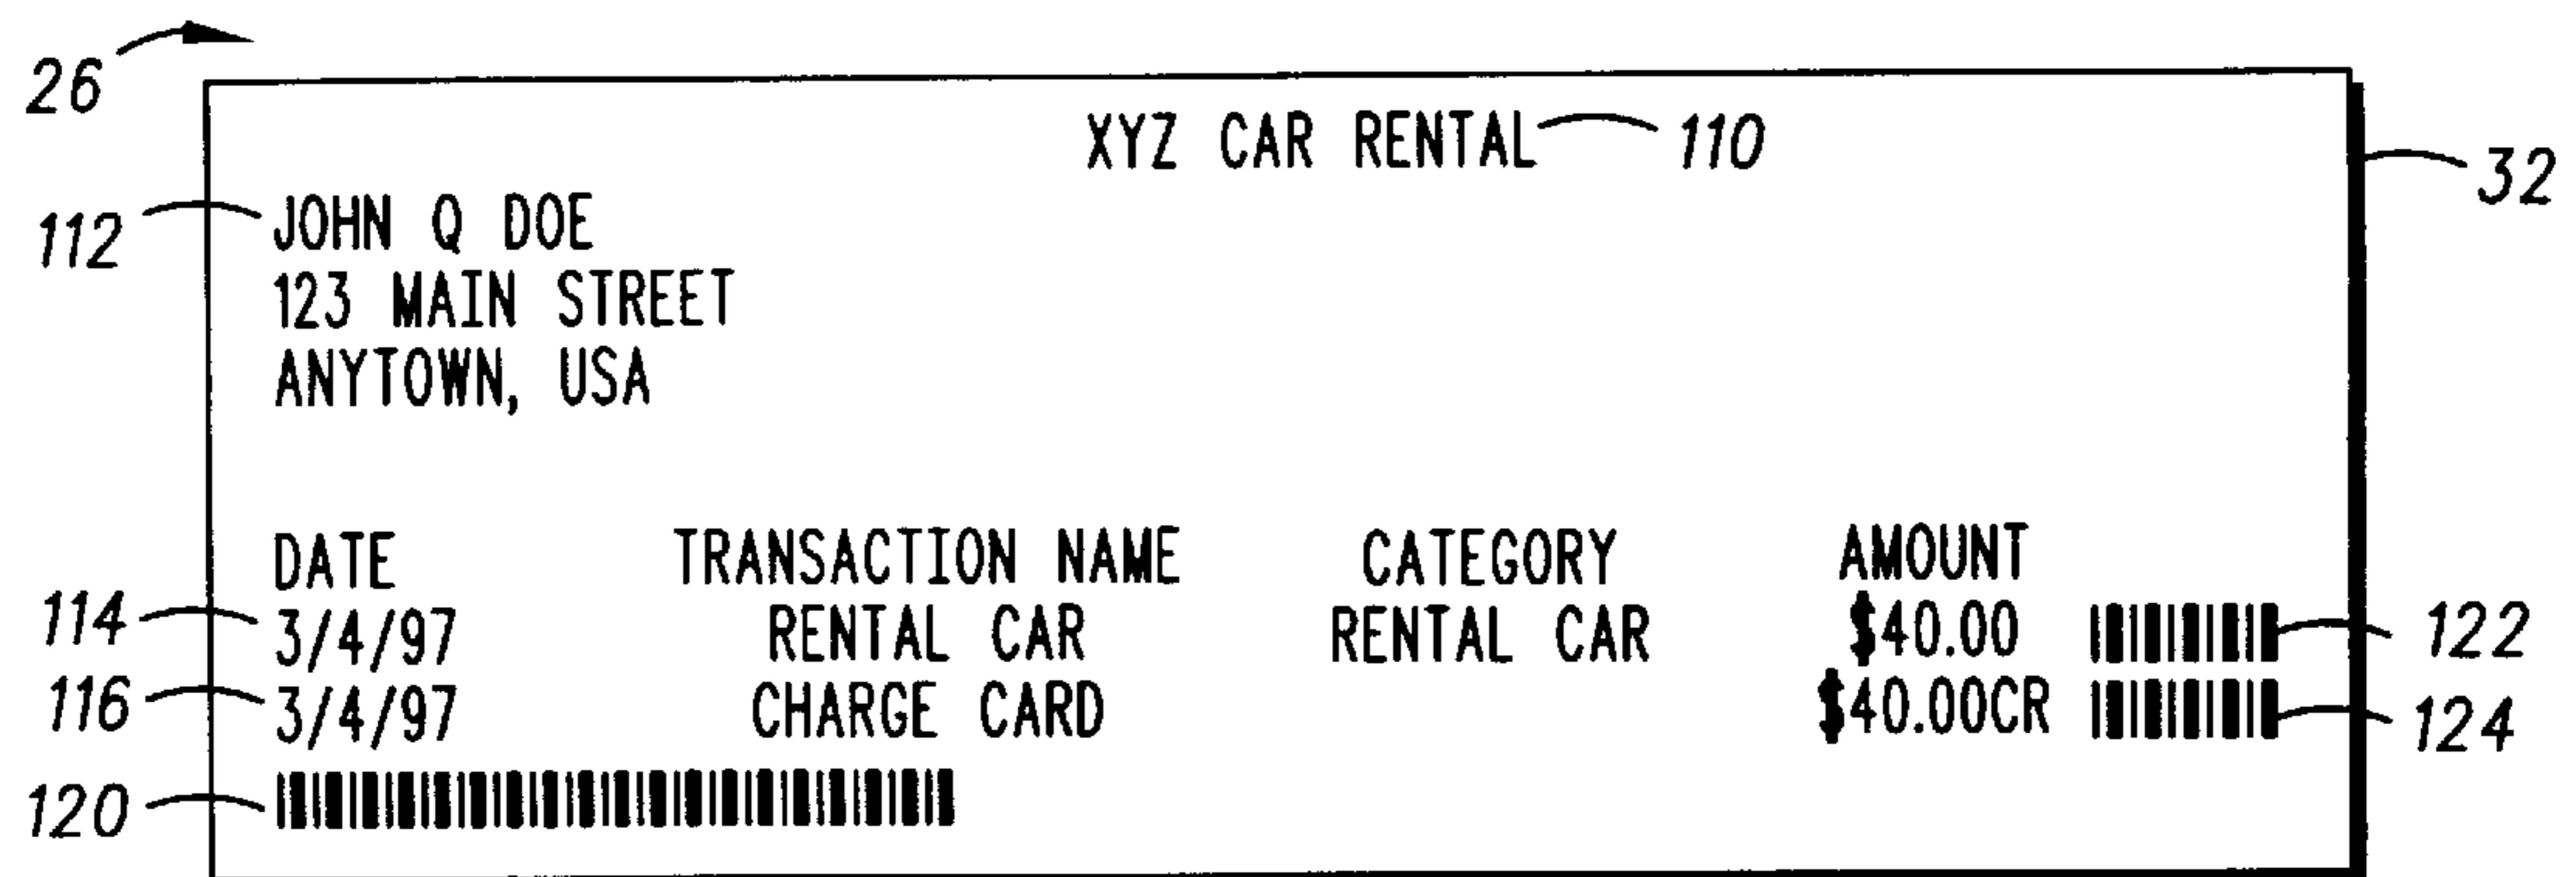 26
XYZ CAR RENTAL 110
32
112 JOHN Q DOE
123 MAIN STREET
ANYTOWN, USA
DATE TRANSACTION NAME CATEGORY AMOUNT
114 3/4/97 RENTAL CAR RENTAL CAR $40.00 122
116 3/4/97 CHARGE CARD $40.00CR 124
120